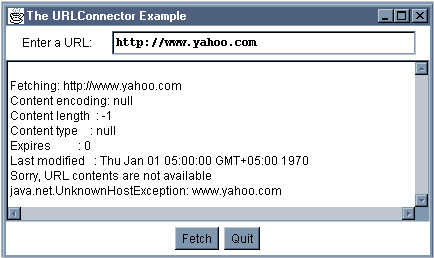 The URLConnector Example
Enter a URL: http://www.yahoo.com
Fetching: http://www.yahoo.com
Content encoding: null
Content length : -1
Content type : null
Expires : 0
Last modified : Thu Jan 01 05:00:00 GMT+05:00 1970
Sorry, URL contents are not available
java.net.UnknownHostException: www.yahoo.com
Fetch Quit